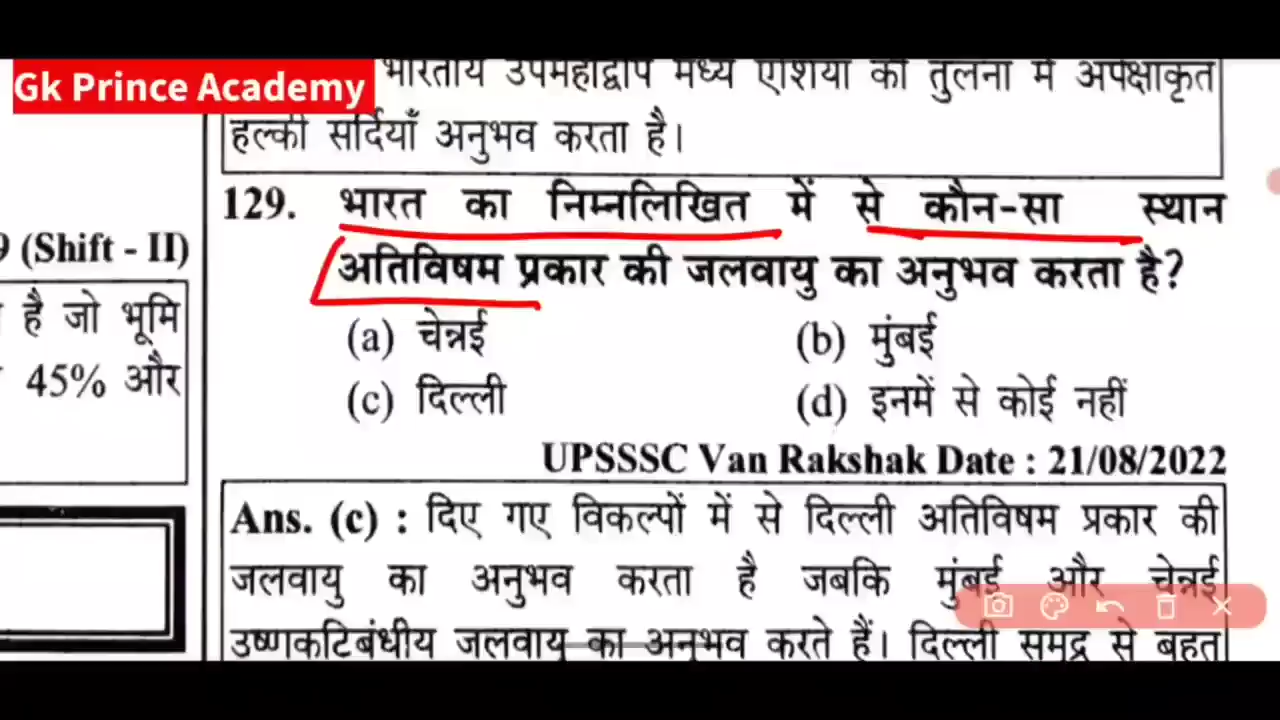 Gk Prince Academy
भारतीय उपमहाद्वीप मध्य एशिया की तुलना में अपेक्षाकृत
हल्की सर्दियाँ अनुभव करता है।
129. भारत का निम्नलिखित में से कौन-सा स्थान
अतिविषम प्रकार की जलवायु का अनुभव करता है?
(a) चेन्नई (b) मुंबई
(c) दिल्ली (d) इनमें से कोई नहीं
UPSSSC Van Rakshak Date : 21/08/2022
Ans. (c) : दिए गए विकल्पों में से दिल्ली अतिविषम प्रकार की
जलवायु का अनुभव करता है जबकि मुंबई और चेन्नई
उष्णकटिबंधीय जलवायु का अनुभव करते हैं। दिल्ली समुद्र से बहुत
9 (Shift - II)
है जो भूमि
45% और